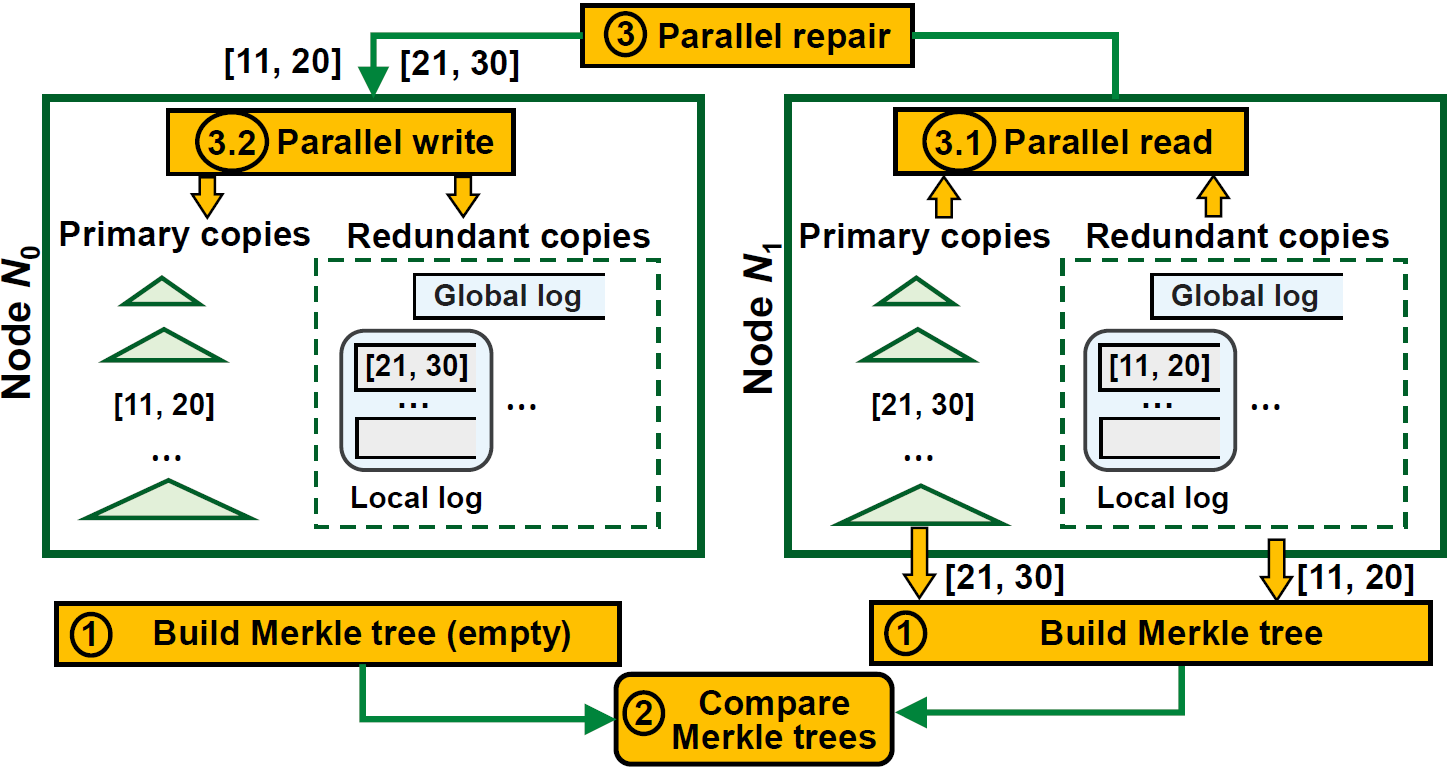 3 Parallel repair
[11, 20] [21, 30]
Node N0
3.2 Parallel write
Primary copies
Redundant copies
Global log
[21, 30]
...
...
[11, 20]
...
Local log
Node N1
3.1 Parallel read
Primary copies
Redundant copies
Global log
[11, 20]
...
...
[21, 30]
...
Local log
[21, 30]
[11, 20]
1 Build Merkle tree (empty)
1 Build Merkle tree
2 Compare
Merkle trees